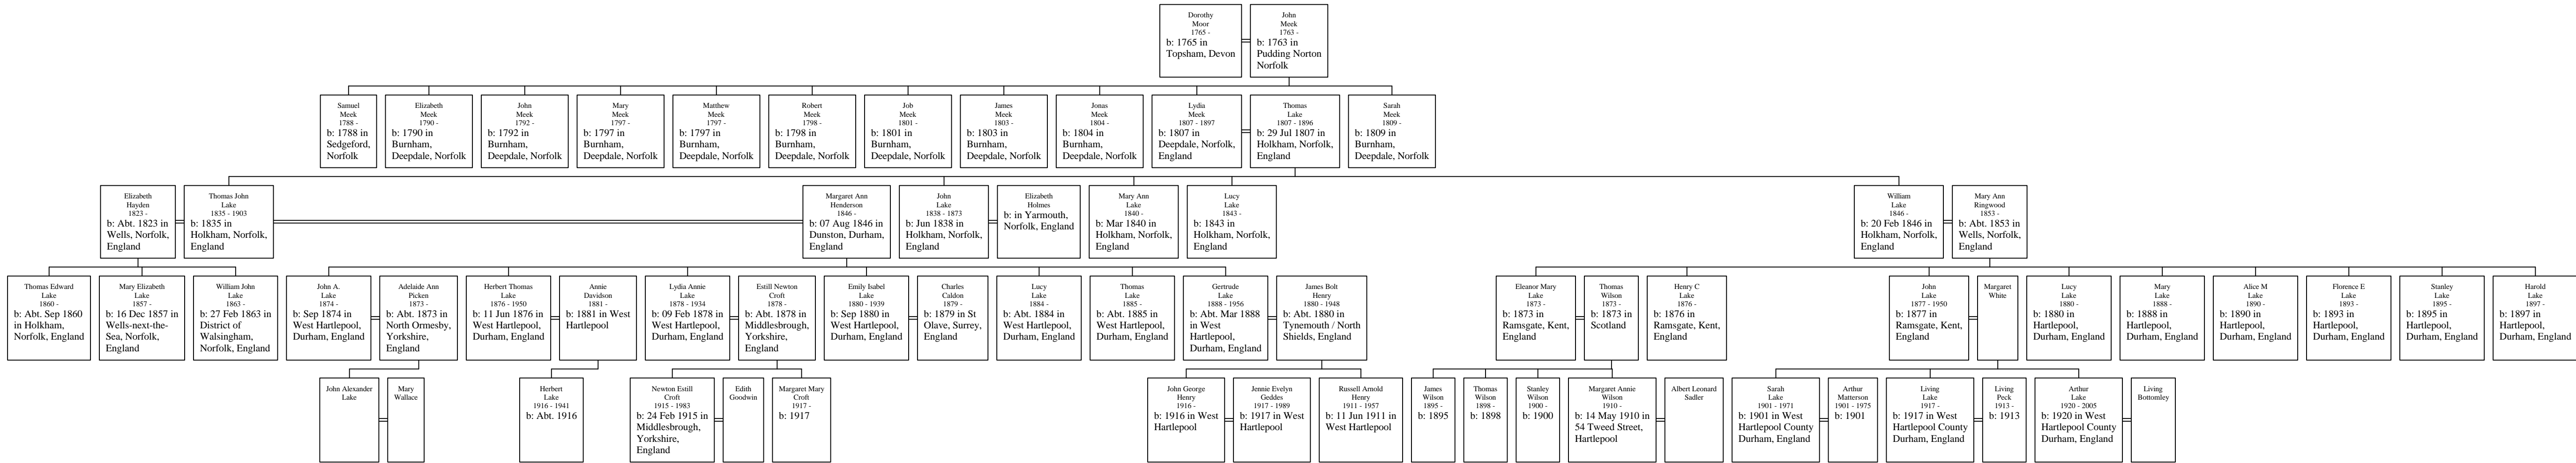 Dorothy
Moor
1765 -
b: 1765 in
Topsham, Devon
John
Meek
1763 -
b: 1763 in
Pudding Norton
Norfolk
Samuel
Meek
1788 -
b: 1788 in
Sedgeford,
Norfolk
Elizabeth
Meek
1790 -
b: 1790 in
Burnham,
Deepdale, Norfolk
John
Meek
1792 -
b: 1792 in
Burnham,
Deepdale, Norfolk
Mary
Meek
1797 -
b: 1797 in
Burnham,
Deepdale, Norfolk
Matthew
Meek
1797 -
b: 1797 in
Burnham,
Deepdale, Norfolk
Robert
Meek
1798 -
b: 1798 in
Burnham,
Deepdale, Norfolk
Job
Meek
1801 -
b: 1801 in
Burnham,
Deepdale, Norfolk
James
Meek
1803 -
b: 1803 in
Burnham,
Deepdale, Norfolk
Jonas
Meek
1804 -
b: 1804 in
Burnham,
Deepdale, Norfolk
Lydia
Meek
1807 - 1897
b: 1807 in
Deepdale, Norfolk,
England
Thomas
Lake
1807 - 1896
b: 29 Jul 1807 in
Holkham, Norfolk,
England
Sarah
Meek
1809 -
b: 1809 in
Burnham,
Deepdale, Norfolk
Elizabeth
Hayden
1823 -
b: Abt. 1823 in
Wells, Norfolk,
England
Thomas John
Lake
1835 - 1903
b: 1835 in
Holkham, Norfolk,
England
Margaret Ann
Henderson
1846 -
b: 07 Aug 1846 in
Dunston, Durham,
England
John
Lake
1838 - 1873
b: Jun 1838 in
Holkham, Norfolk,
England
Elizabeth
Holmes
b: in Yarmouth,
Norfolk, England
Mary Ann
Lake
1840 -
b: Mar 1840 in
Holkham, Norfolk,
England
Lucy
Lake
1843 -
b: 1843 in
Holkham, Norfolk,
England
William
Lake
1846 -
b: 20 Feb 1846 in
Holkham, Norfolk,
England
Mary Ann
Ringwood
1853 -
b: Abt. 1853 in
Wells, Norfolk,
England
Thomas Edward
Lake
1860 -
b: Abt. Sep 1860
in Holkham,
Norfolk, England
Mary Elizabeth
Lake
1857 -
b: 16 Dec 1857 in
Wells-next-the-
Sea, Norfolk,
England
William John
Lake
1863 -
b: 27 Feb 1863 in
District of
Walsingham,
Norfolk, England
John A.
Lake
1874 -
b: Sep 1874 in
West Hartlepool,
Durham, England
Adelaide Ann
Picken
1873 -
b: Abt. 1873 in
North Ormesby,
Yorkshire,
England
Herbert Thomas
Lake
1876 - 1950
b: 11 Jun 1876 in
West Hartlepool,
Durham, England
Annie
Davidson
1881 -
b: 1881 in West
Hartlepool
Lydia Annie
Lake
1878 - 1934
b: 09 Feb 1878 in
West Hartlepool,
Durham, England
Estill Newton
Croft
1878 -
b: Abt. 1878 in
Middlesbrough,
Yorkshire,
England
Emily Isabel
Lake
1880 - 1939
b: Sep 1880 in
West Hartlepool,
Durham, England
Charles
Caldon
1879 -
b: 1879 in St
Olave, Surrey,
England
Lucy
Lake
1884 -
b: Abt. 1884 in
West Hartlepool,
Durham, England
Thomas
Lake
1885 -
b: Abt. 1885 in
West Hartlepool,
Durham, England
Gertrude
Lake
1888 - 1956
b: Abt. Mar 1888
in West
Hartlepool,
Durham, England
James Bolt
Henry
1880 - 1948
b: Abt. 1880 in
Tynemouth / North
Shields, England
Eleanor Mary
Lake
1873 -
b: 1873 in
Ramsgate, Kent,
England
Thomas
Wilson
1873 -
b: 1873 in
Scotland
Henry C
Lake
1876 -
b: 1876 in
Ramsgate, Kent,
England
John
Lake
1877 - 1950
b: 1877 in
Ramsgate, Kent,
England
Margaret
White
Lucy
Lake
1880 -
b: 1880 in
Hartlepool,
Durham, England
Mary
Lake
1888 -
b: 1888 in
Hartlepool,
Durham, England
Alice M
Lake
1890 -
b: 1890 in
Hartlepool,
Durham, England
Florence E
Lake
1893 -
b: 1893 in
Hartlepool,
Durham, England
Stanley
Lake
1895 -
b: 1895 in
Hartlepool,
Durham, England
Harold
Lake
1897 -
b: 1897 in
Hartlepool,
Durham, England
John Alexander
Lake
Mary
Wallace
Herbert
Lake
1916 - 1941
b: Abt. 1916
Newton Estill
Croft
1915 - 1983
b: 24 Feb 1915 in
Middlesbrough,
Yorkshire,
England
Edith
Goodwin
Margaret Mary
Croft
1917 -
b: 1917
John George
Henry
1916 -
b: 1916 in West
Hartlepool
Jennie Evelyn
Geddes
1917 - 1989
b: 1917 in West
Hartlepool
Russell Arnold
Henry
1911 - 1957
b: 11 Jun 1911 in
West Hartlepool
James
Wilson
1895 -
b: 1895
Thomas
Wilson
1898 -
b: 1898
Stanley
Wilson
1900 -
b: 1900
Margaret Annie
Wilson
1910 -
b: 14 May 1910 in
54 Tweed Street,
Hartlepool
Albert Leonard
Sadler
Sarah
Lake
1901 - 1971
b: 1901 in West
Hartlepool County
Durham, England
Arthur
Matterson
1901 - 1975
b: 1901
Living
Lake
1917 -
b: 1917 in West
Hartlepool County
Durham, England
Living
Peck
1913 -
b: 1913
Arthur
Lake
1920 - 2005
b: 1920 in West
Hartlepool County
Durham, England
Living
Bottomley